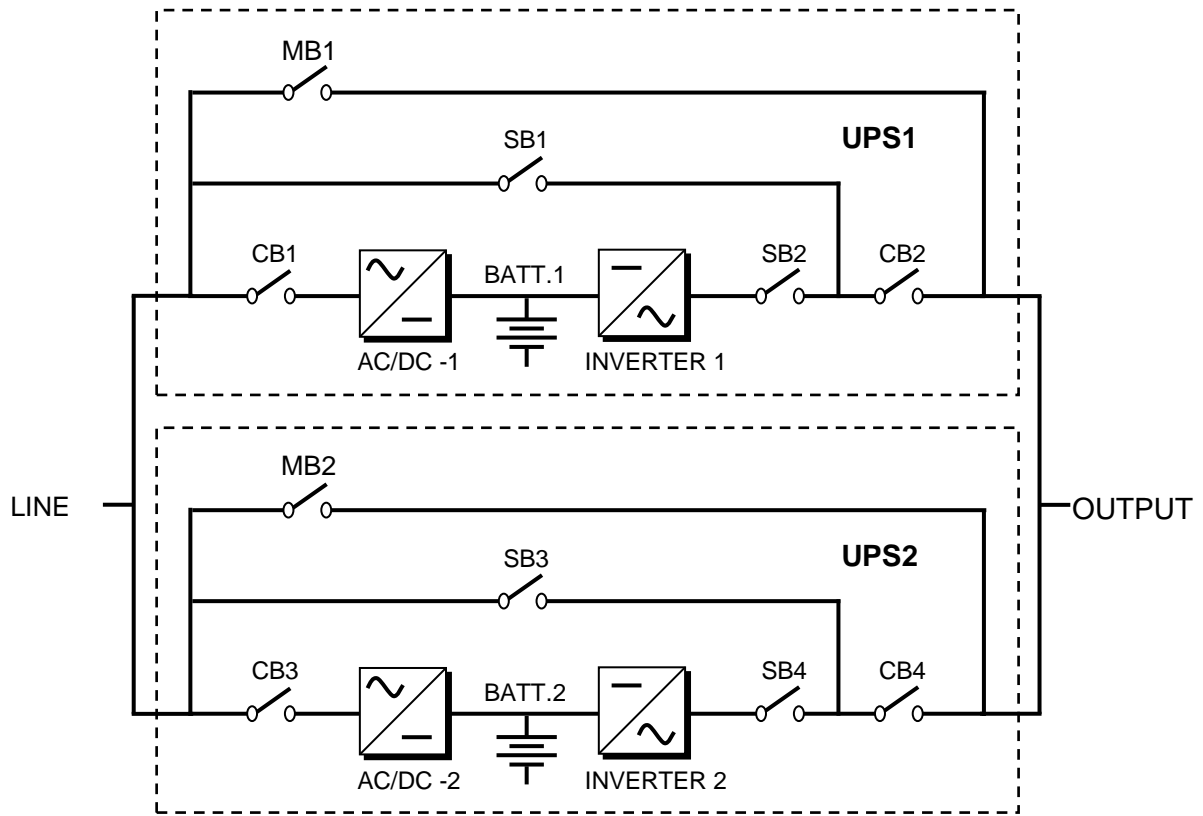 MB1
SB1
UPS1
CB1
BATT.1
SB2
CB2
AC/DC -1
INVERTER 1
LINE
OUTPUT
MB2
SB3
UPS2
CB3
BATT.2
SB4
CB4
AC/DC -2
INVERTER 2